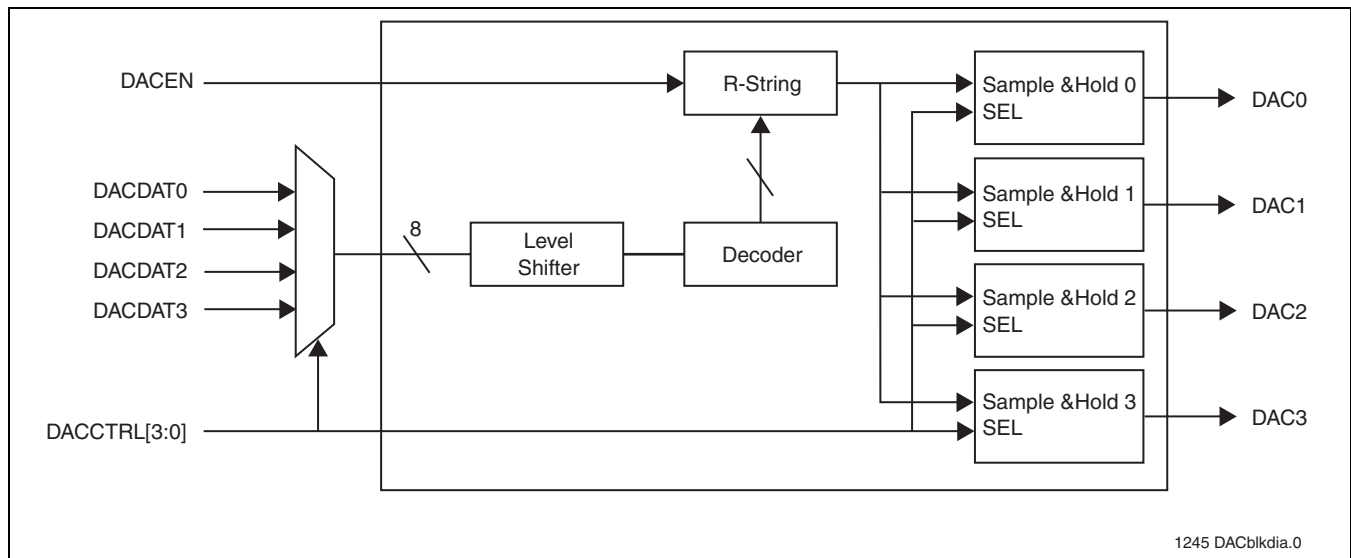 DACEN
R-String
Sample &Hold 0
SEL
DAC0
DACDAT0
DACDAT1
DACDAT2
DACDAT3
8
Level
Shifter
Decoder
Sample &Hold 1
SEL
DAC1
Sample &Hold 2
SEL
DAC2
DACCTRL[3:0]
Sample &Hold 3
SEL
DAC3
1245 DACblkdia.0